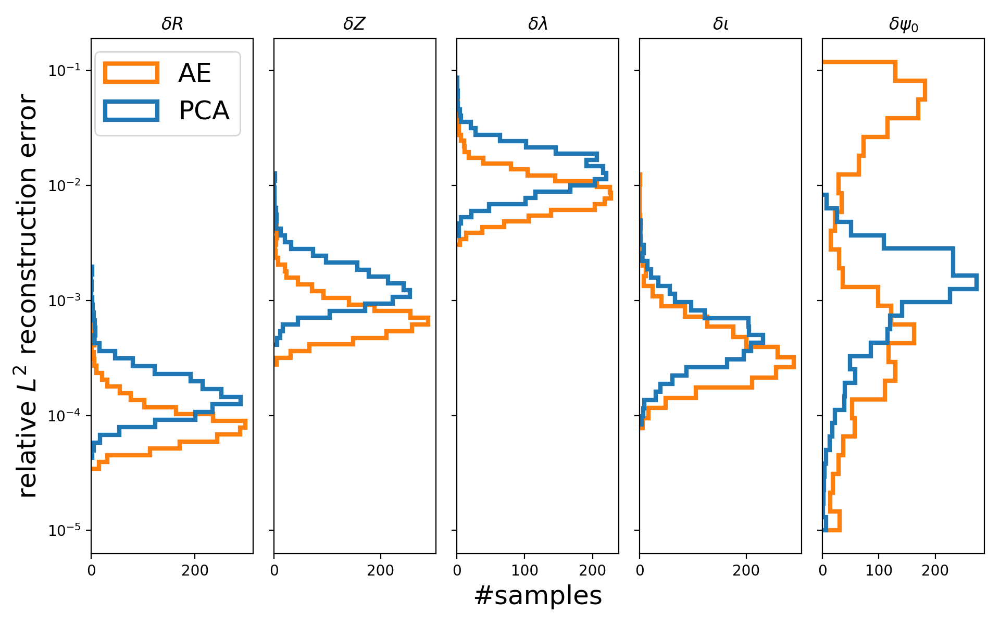 δR
δZ
δλ
δι
δψ₀
AE
PCA
10⁻¹
10⁻²
10⁻³
10⁻⁴
10⁻⁵
relative L² reconstruction error
0 200
0 200
0 100 200
0 200
0 100 200
#samples